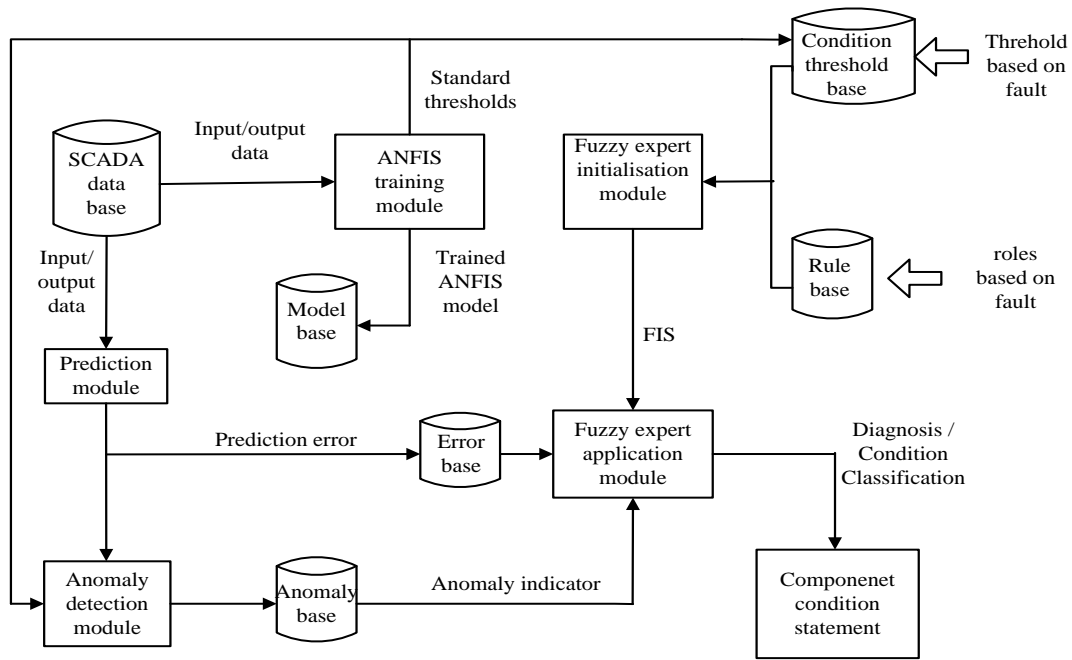 Condition
threshold
base
Threhold
based on
fault
Standard
thresholds
Input/output
data
SCADA
data
base
ANFIS
training
module
Fuzzy expert
initialisation
module
Input/
output
data
Trained
ANFIS
model
Rule
base
roles
based on
fault
Model
base
FIS
Prediction
module
Prediction error
Error
base
Fuzzy expert
application
module
Diagnosis /
Condition
Classification
Anomaly
detection
module
Anomaly
base
Anomaly indicator
Componenet
condition
statement